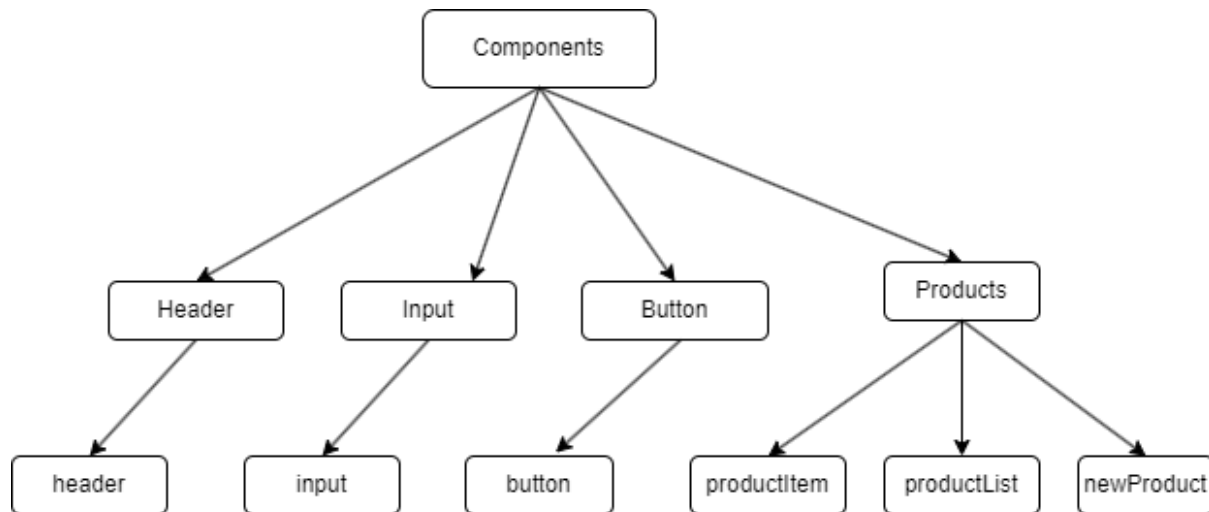 Components
Header
Input
Button
Products
header
input
button
productItem
productList
newProduct